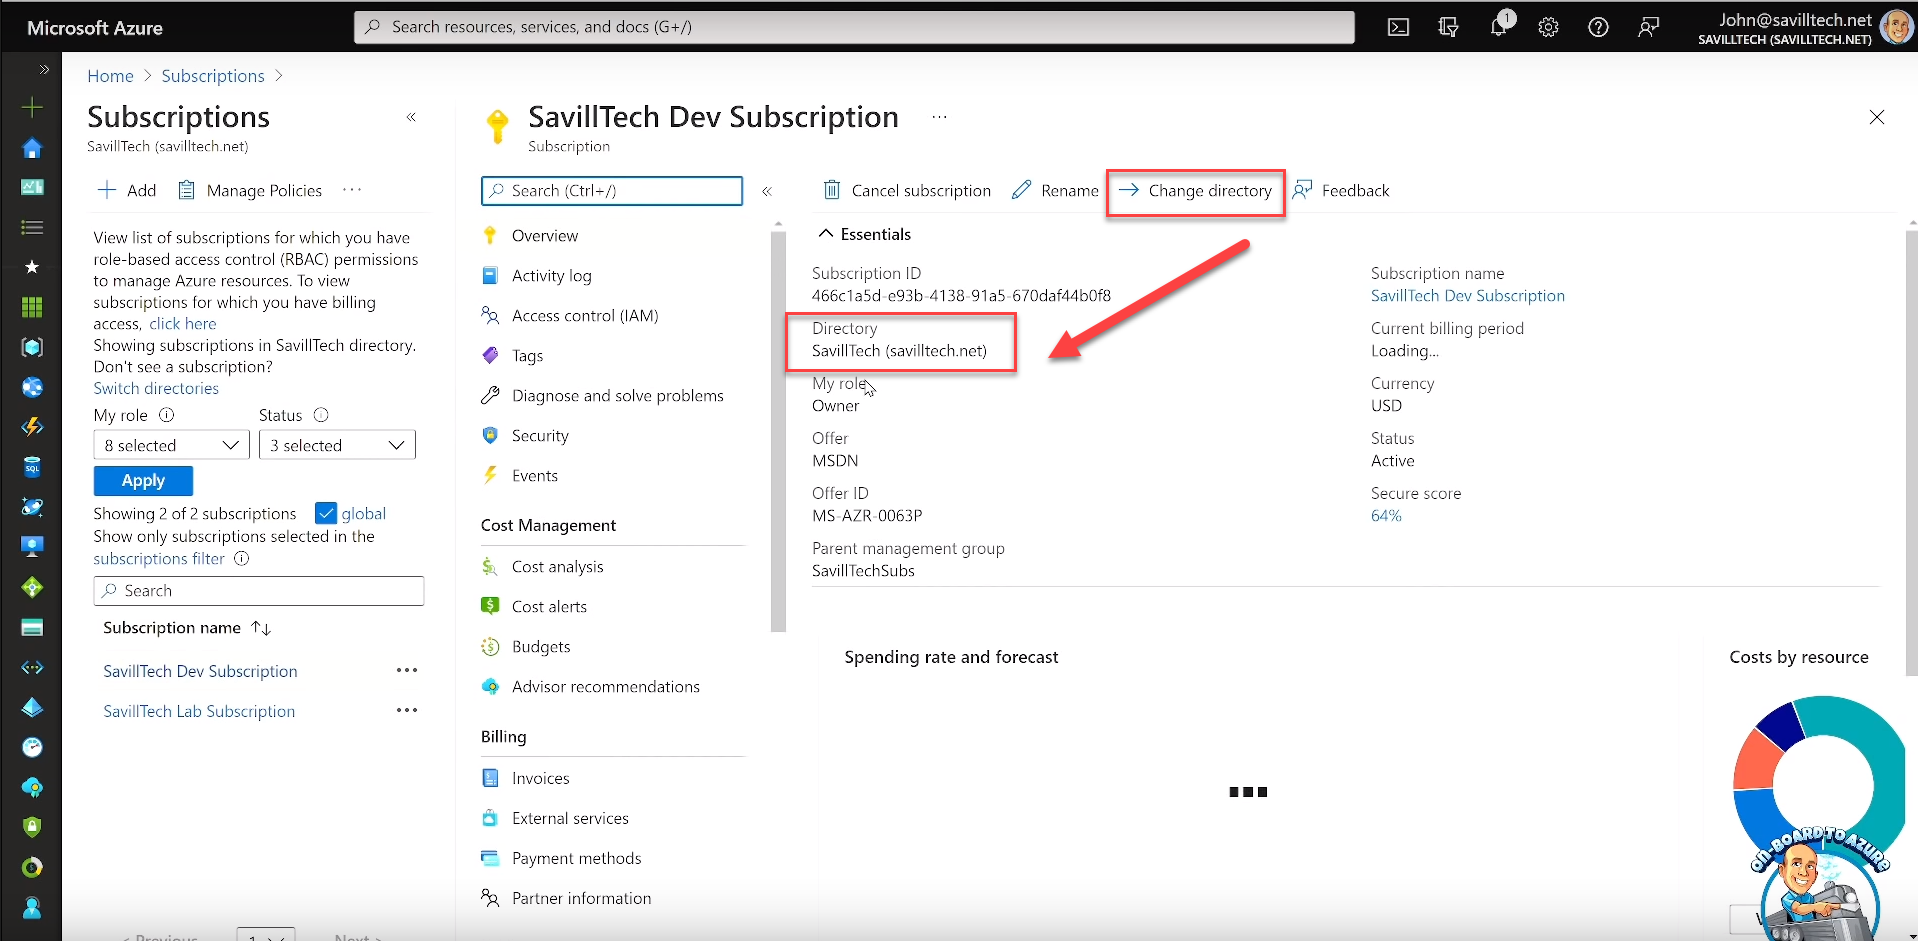 Microsoft Azure
Search resources, services, and docs (G+/)
1
John@savilltech.net
SAVILLTECH (SAVILLTECH.NET)
Home > Subscriptions >
Subscriptions
SavillTech (savilltech.net)
Add
Manage Policies
View list of subscriptions for which you have
role-based access control (RBAC) permissions
to manage Azure resources. To view
subscriptions for which you have billing
access, click here
Showing subscriptions in SavillTech directory.
Don't see a subscription?
Switch directories
My role
Status
8 selected
3 selected
Apply
Showing 2 of 2 subscriptions
global
Show only subscriptions selected in the
subscriptions filter
Search
Subscription name
SavillTech Dev Subscription
SavillTech Lab Subscription
< Previous
1
Next >
SavillTech Dev Subscription
Subscription
Search (Ctrl+/)
Overview
Activity log
Access control (IAM)
Tags
Diagnose and solve problems
Security
Events
Cost Management
Cost analysis
Cost alerts
Budgets
Advisor recommendations
Billing
Invoices
External services
Payment methods
Partner information
Cancel subscription
Rename
Change directory
Feedback
Essentials
Subscription ID
466c1a5d-e93b-4138-91a5-670daf44b0f8
Directory
SavillTech (savilltech.net)
My role
Owner
Offer
MSDN
Offer ID
MS-AZR-0063P
Parent management group
SavillTechSubs
Subscription name
SavillTech Dev Subscription
Current billing period
Loading...
Currency
USD
Status
Active
Secure score
64%
Spending rate and forecast
Costs by resource
ON-BOARD TO AZURE
SQL